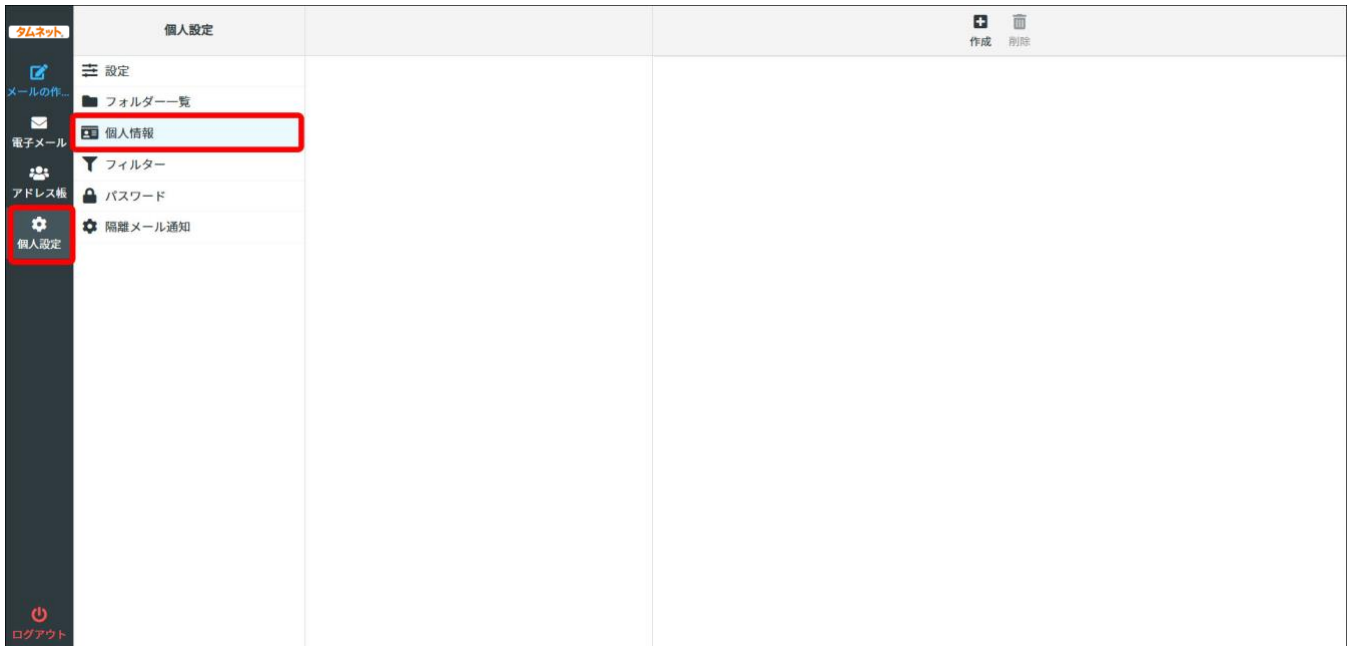 タムネット
メールの作...
電子メール
アドレス帳
個人設定
ログアウト
個人設定
設定
フォルダー一覧
個人情報
フィルター
パスワード
隔離メール通知
作成
削除